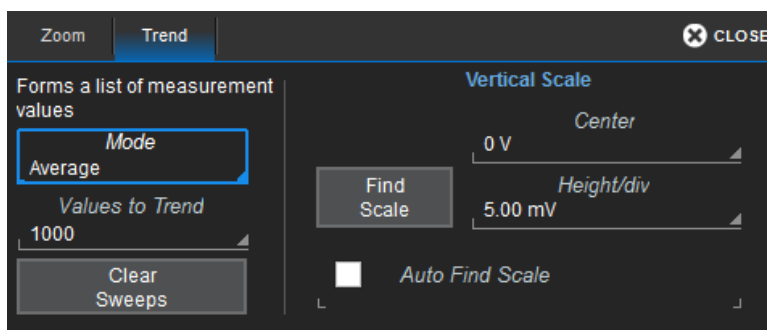 Zoom
Trend
CLOSE
Forms a list of measurement
values
Mode
Average
Values to Trend
1000
Clear
Sweeps
Vertical Scale
Center
0 V
Find
Scale
Height/div
5.00 mV
Auto Find Scale